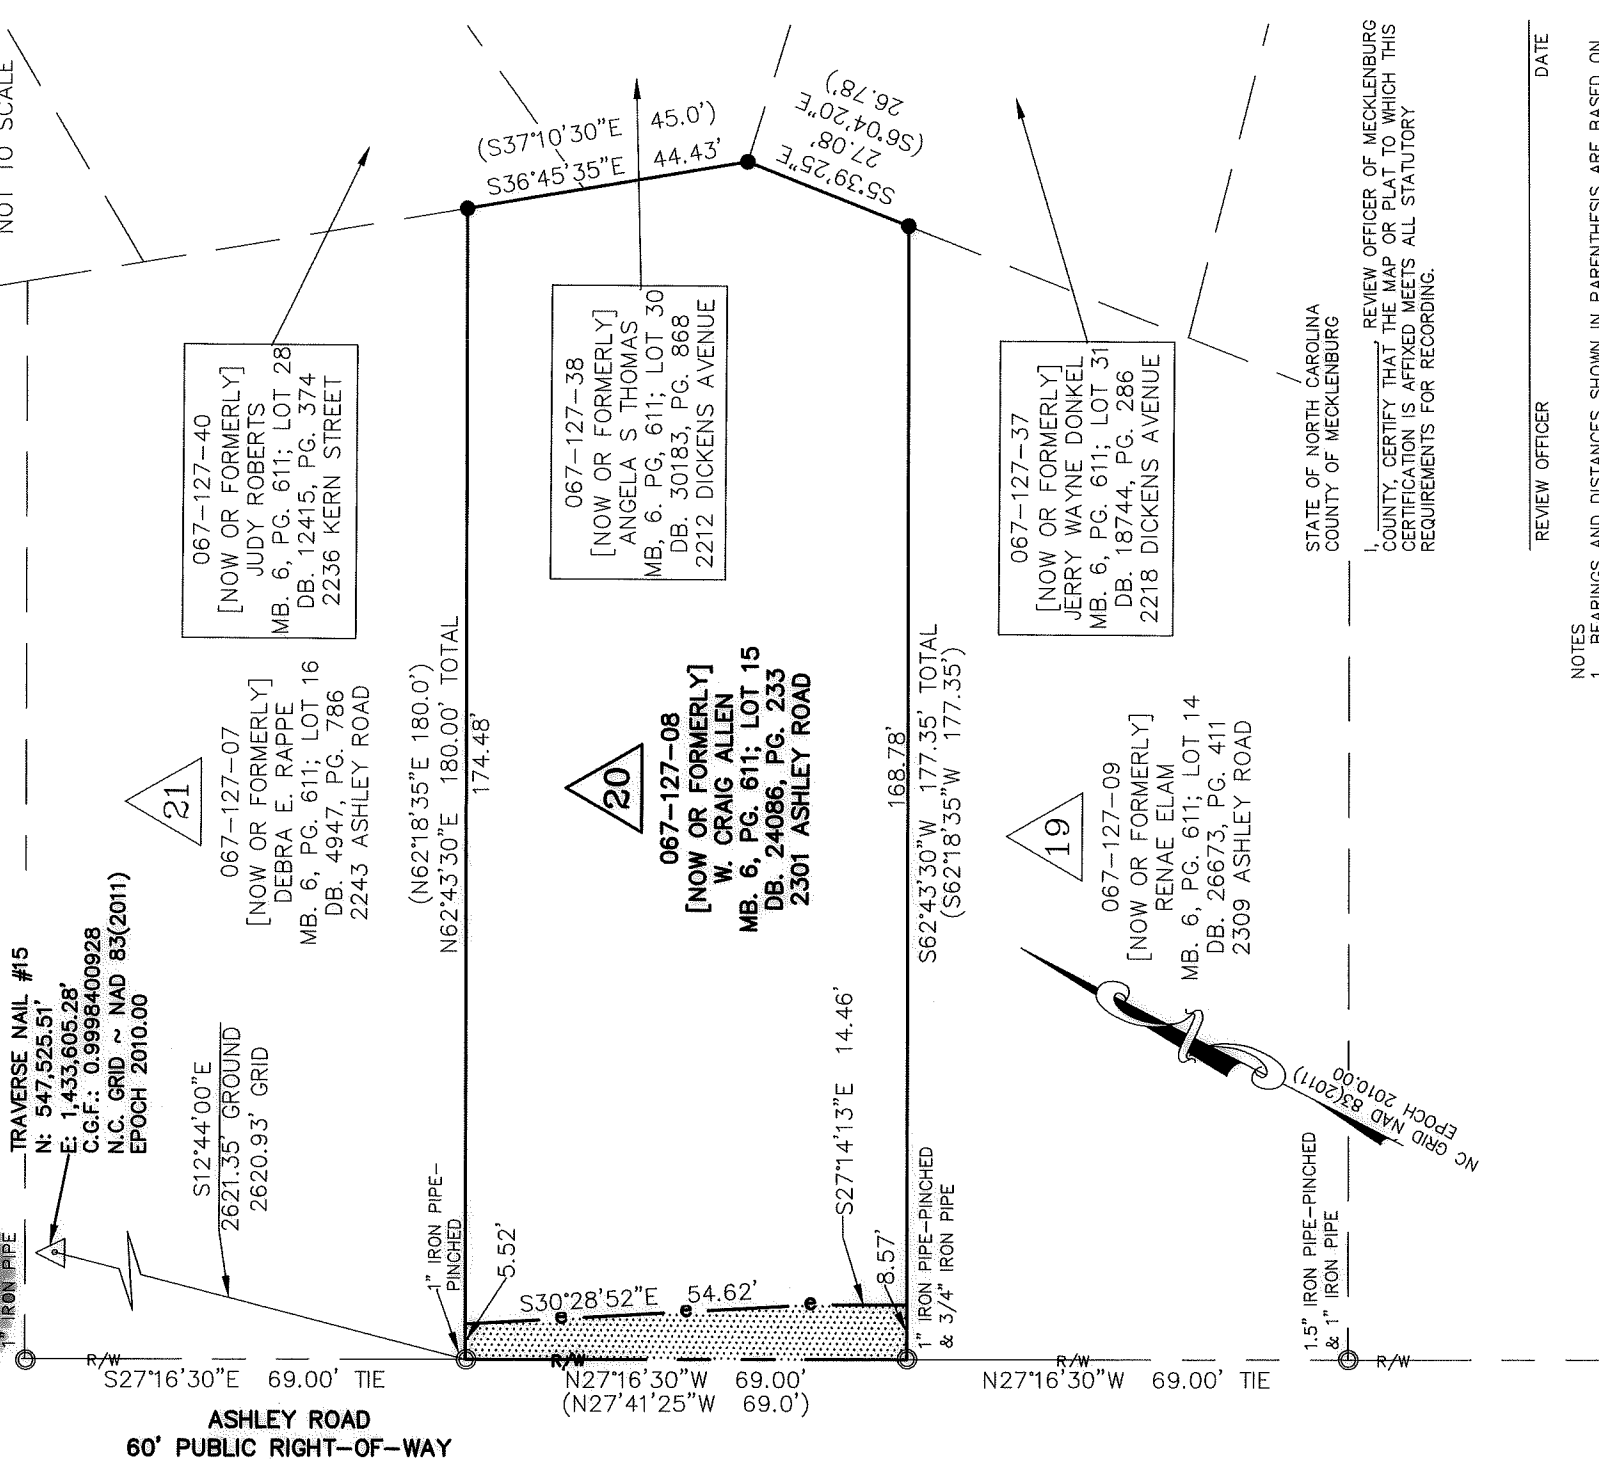 NOT TO SCALE
1" IRON PIPE
TRAVERSE NAIL #15
N: 547,525.51'
E: 1,433,605.28'
C.G.F.: 0.9998400928
N.C. GRID ~ NAD 83(2011)
EPOCH 2010.00
S12°44'00"E
2621.35' GROUND
2620.93' GRID
21
067-127-07
[NOW OR FORMERLY]
DEBRA E. RAPPE
MB. 6, PG. 611; LOT 16
DB. 4947, PG. 786
2243 ASHLEY ROAD
067-127-40
[NOW OR FORMERLY]
JUDY ROBERTS
MB. 6, PG. 611; LOT 28
DB. 12415, PG. 374
2236 KERN STREET
(S37°10'30"E 45.0')
S36°45'35"E 44.43'
S5°39'25"E
27.08'
(S6°04'20"E
26.78')
(N62°18'35"E 180.0')
N62°43'30"E 180.00' TOTAL
174.48'
1" IRON PIPE-
PINCHED
5.52'
067-127-38
[NOW OR FORMERLY]
ANGELA S THOMAS
MB, 6. PG, 611; LOT 30
DB. 30183, PG. 868
2212 DICKENS AVENUE
20
067-127-08
[NOW OR FORMERLY]
W. CRAIG ALLEN
MB. 6, PG. 611; LOT 15
DB. 24086, PG. 233
2301 ASHLEY ROAD
S30°28'52"E 54.62'
e e e
S27°14'13"E 14.46'
8.57'
168.78'
S62°43'30"W 177.35' TOTAL
(S62°18'35"W 177.35')
1" IRON PIPE-PINCHED
& 3/4" IRON PIPE
067-127-37
[NOW OR FORMERLY]
JERRY WAYNE DONKEL
MB. 6, PG. 611; LOT 31
DB. 18744, PG. 286
2218 DICKENS AVENUE
19
067-127-09
[NOW OR FORMERLY]
RENAE ELAM
MB. 6, PG. 611; LOT 14
DB. 26673, PG. 411
2309 ASHLEY ROAD
NC GRID NAD 83(2011)
EPOCH 2010.00
1.5" IRON PIPE-PINCHED
& 1" IRON PIPE
R/W R/W R/W R/W
S27°16'30"E 69.00' TIE
N27°16'30"W 69.00'
(N27°41'25"W 69.0')
N27°16'30"W 69.00' TIE
ASHLEY ROAD
60' PUBLIC RIGHT-OF-WAY
STATE OF NORTH CAROLINA
COUNTY OF MECKLENBURG
I, , REVIEW OFFICER OF MECKLENBURG
COUNTY, CERTIFY THAT THE MAP OR PLAT TO WHICH THIS
CERTIFICATION IS AFFIXED MEETS ALL STATUTORY
REQUIREMENTS FOR RECORDING.
REVIEW OFFICER DATE
NOTES
1. BEARINGS AND DISTANCES SHOWN IN PARENTHESIS ARE BASED ON